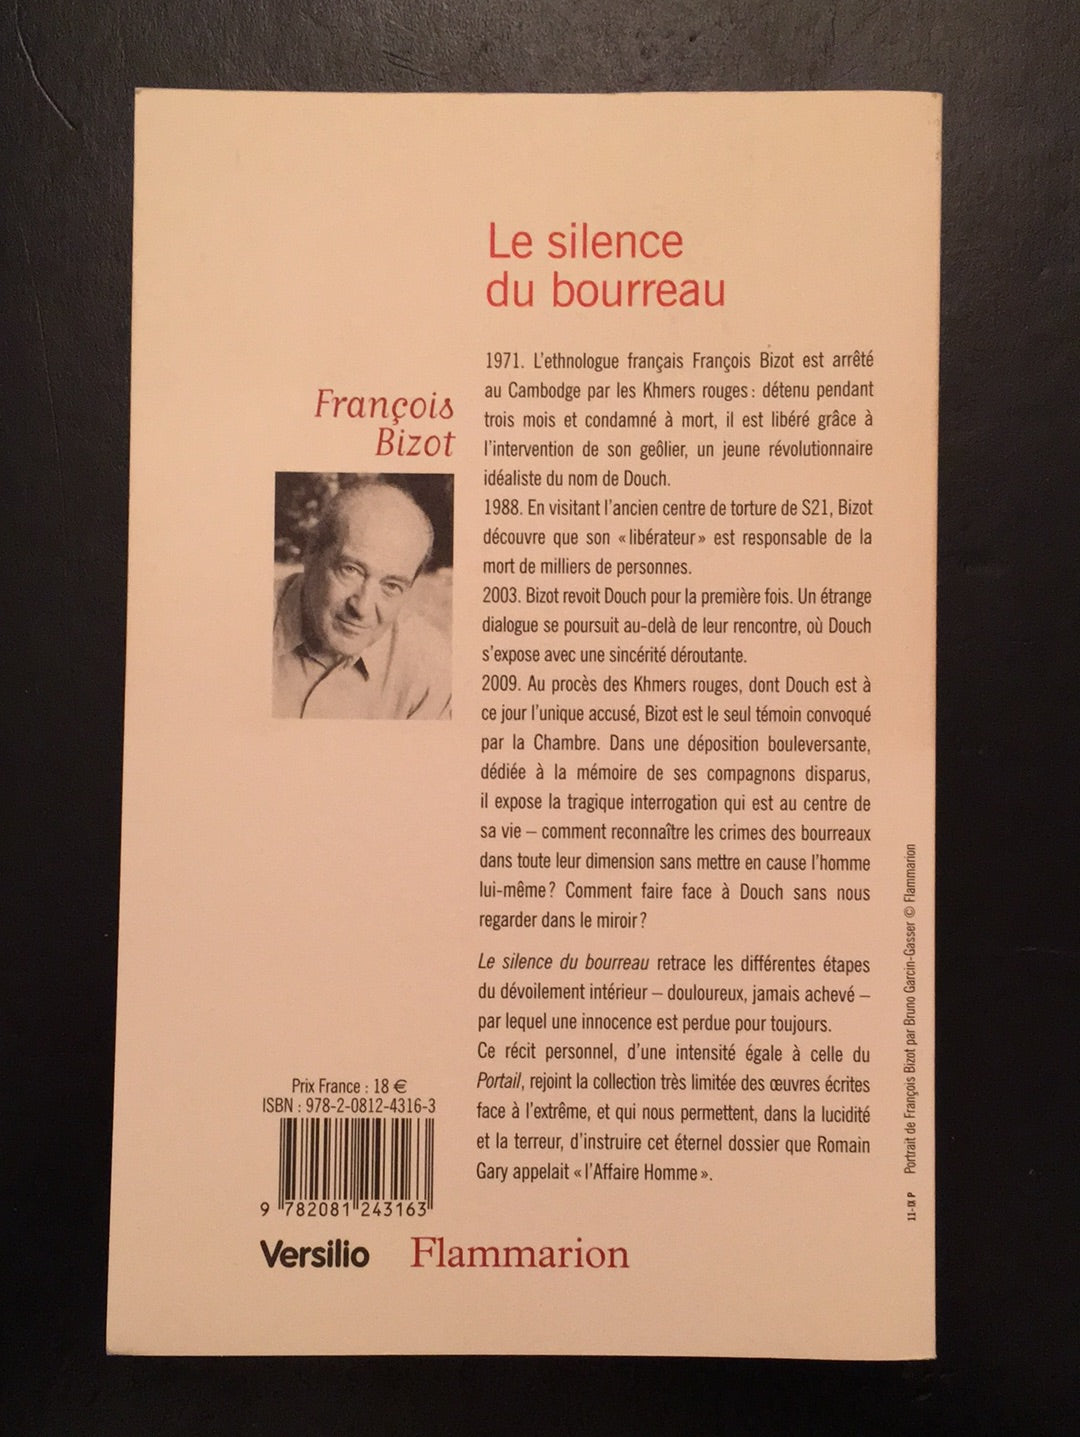 Le silence
du bourreau
François
Bizot
1971. L'ethnologue français François Bizot est arrêté
au Cambodge par les Khmers rouges : détenu pendant
trois mois et condamné à mort, il est libéré grâce à
l'intervention de son geôlier, un jeune révolutionnaire
idéaliste du nom de Douch.
1988. En visitant l'ancien centre de torture de S21, Bizot
découvre que son « libérateur » est responsable de la
mort de milliers de personnes.
2003. Bizot revoit Douch pour la première fois. Un étrange
dialogue se poursuit au-delà de leur rencontre, où Douch
s'expose avec une sincérité déroutante.
2009. Au procès des Khmers rouges, dont Douch est à
ce jour l'unique accusé, Bizot est le seul témoin convoqué
par la Chambre. Dans une déposition bouleversante,
dédiée à la mémoire de ses compagnons disparus,
il expose la tragique interrogation qui est au centre de
sa vie – comment reconnaître les crimes des bourreaux
dans toute leur dimension sans mettre en cause l'homme
lui-même ? Comment faire face à Douch sans nous
regarder dans le miroir ?
Le silence du bourreau retrace les différentes étapes
du dévoilement intérieur – douloureux, jamais achevé –
par lequel une innocence est perdue pour toujours.
Ce récit personnel, d'une intensité égale à celle du
Portail, rejoint la collection très limitée des œuvres écrites
face à l'extrême, et qui nous permettent, dans la lucidité
et la terreur, d'instruire cet éternel dossier que Romain
Gary appelait « l'Affaire Homme ».
Prix France : 18 €
ISBN : 978-2-0812-4316-3
9 782081 243163
Versilio
Flammarion
11-IX P Portrait de François Bizot par Bruno Garcin-Gasser © Flammarion